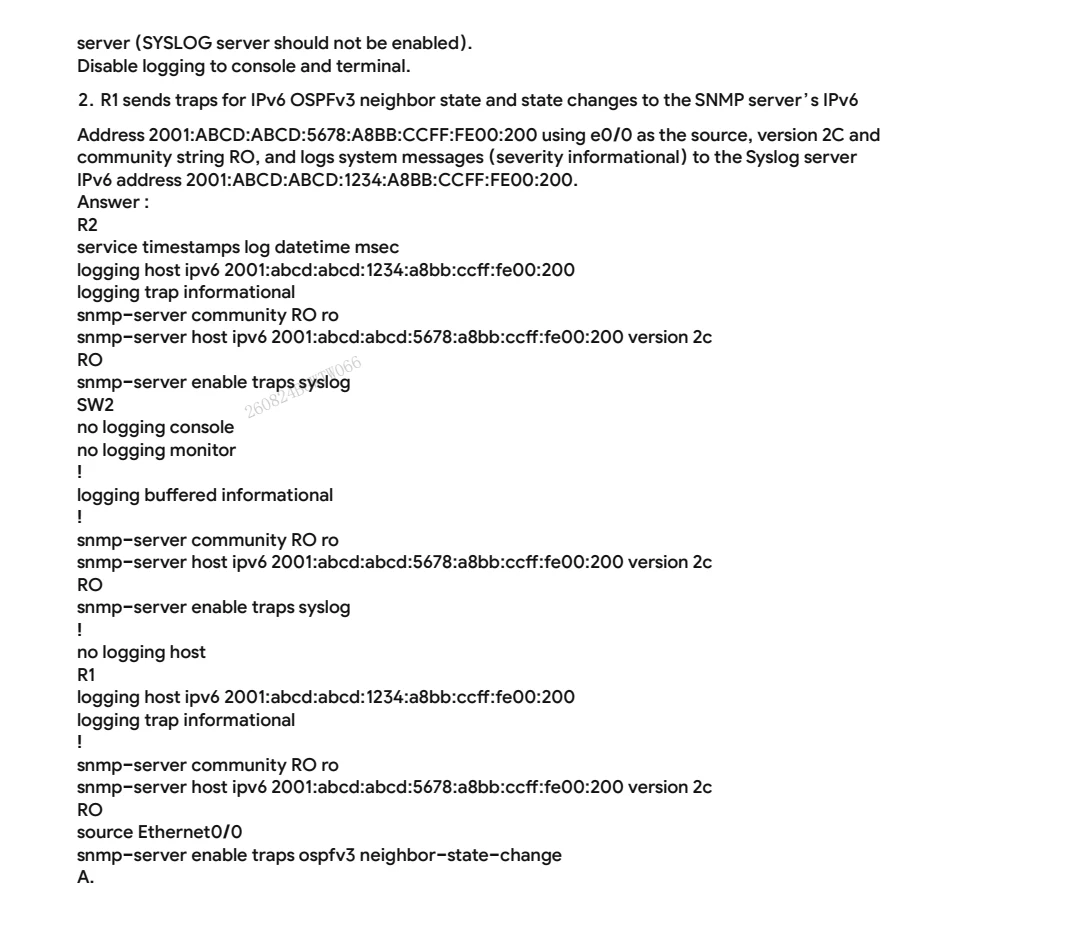 server (SYSLOG server should not be enabled).
Disable logging to console and terminal.
2. R1 sends traps for IPv6 OSPFv3 neighbor state and state changes to the SNMP server's IPv6
Address 2001:ABCD:ABCD:5678:A8BB:CCFF:FE00:200 using e0/0 as the source, version 2C and
community string RO, and logs system messages (severity informational) to the Syslog server
IPv6 address 2001:ABCD:ABCD:1234:A8BB:CCFF:FE00:200.
Answer :
R2
service timestamps log datetime msec
logging host ipv6 2001:abcd:abcd:1234:a8bb:ccff:fe00:200
logging trap informational
snmp-server community RO ro
snmp-server host ipv6 2001:abcd:abcd:5678:a8bb:ccff:fe00:200 version 2c
RO
snmp-server enable traps syslog
SW2
no logging console
no logging monitor
!
logging buffered informational
!
snmp-server community RO ro
snmp-server host ipv6 2001:abcd:abcd:5678:a8bb:ccff:fe00:200 version 2c
RO
snmp-server enable traps syslog
!
no logging host
R1
logging host ipv6 2001:abcd:abcd:1234:a8bb:ccff:fe00:200
logging trap informational
!
snmp-server community RO ro
snmp-server host ipv6 2001:abcd:abcd:5678:a8bb:ccff:fe00:200 version 2c
RO
source Ethernet0/0
snmp-server enable traps ospfv3 neighbor-state-change
A.